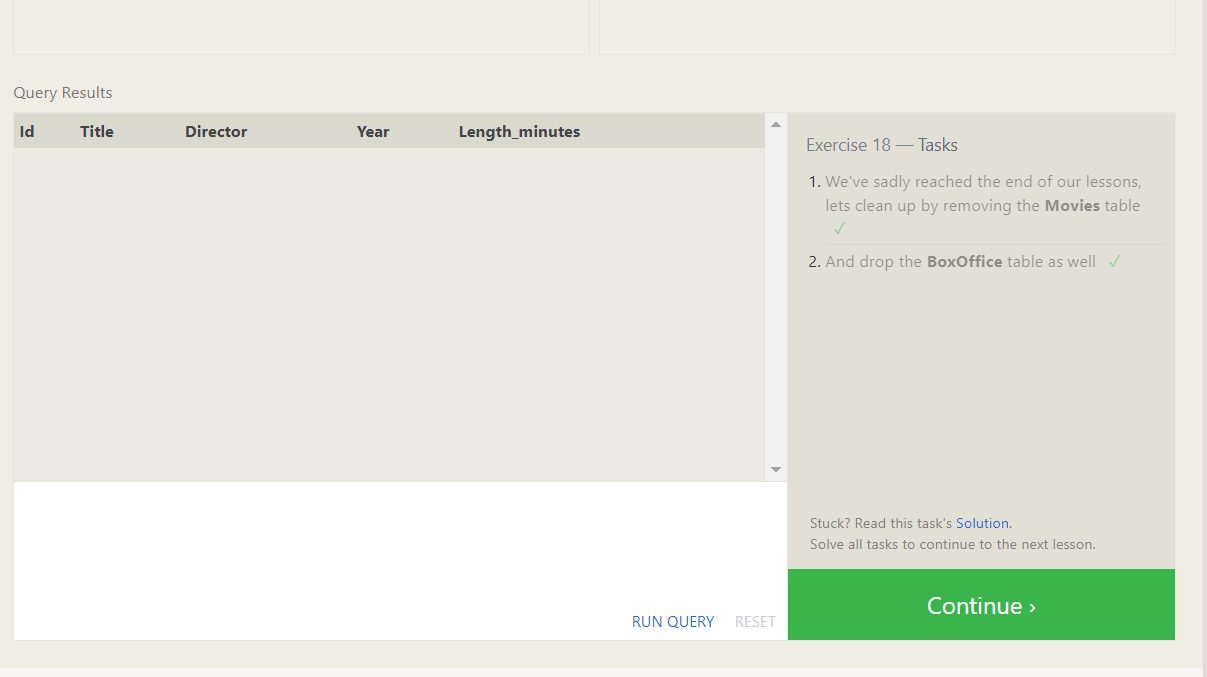 Query Results
Id Title Director Year Length_minutes
Exercise 18 — Tasks
1. We've sadly reached the end of our lessons,
lets clean up by removing the Movies table
✓
2. And drop the BoxOffice table as well ✓
Stuck? Read this task's Solution.
Solve all tasks to continue to the next lesson.
RUN QUERY RESET
Continue ›